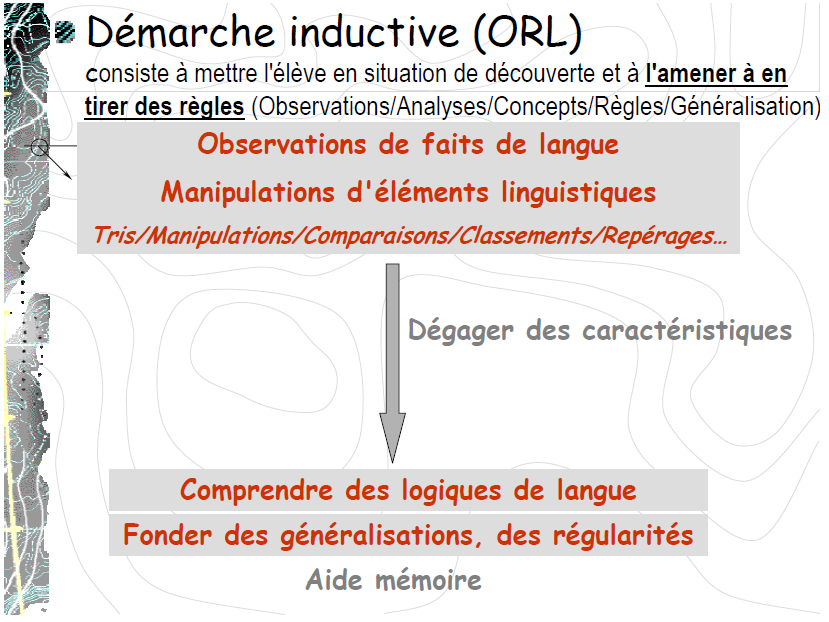 Démarche inductive (ORL)
consiste à mettre l'élève en situation de découverte et à l'amener à en
tirer des règles (Observations/Analyses/Concepts/Règles/Généralisation)
Observations de faits de langue
Manipulations d'éléments linguistiques
Tris/Manipulations/Comparaisons/Classements/Repérages...
Dégager des caractéristiques
Comprendre des logiques de langue
Fonder des généralisations, des régularités
Aide mémoire